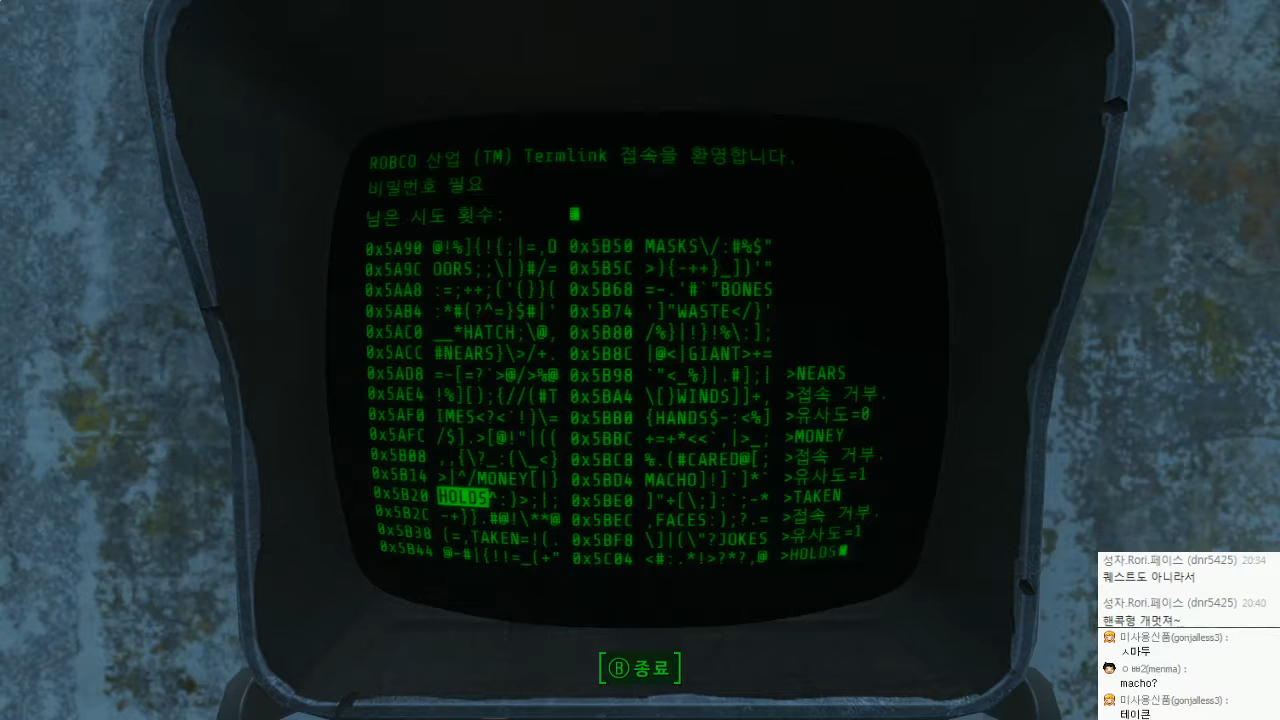 ROBCO 산업 (TM) Termlink 접속을 환영합니다.
비밀번호 필요
남은 시도 횟수:
0x5A90 @!%]{!{;|=,D 0x5B50 MASKS\/:#%$"
0x5A9C OORS;;\|)#/= 0x5B5C >){-++}_])'"
0x5AA8 :=;++;('(}}( 0x5B68 =-.'#`"BONES
0x5AB4 :*#(?^=}$#|' 0x5B74 ']"WASTE</}'
0x5AC0 __*HATCH;\@, 0x5B80 /%}|!}!%\:];
0x5ACC #NEARS}\>/+. 0x5B8C |@<|GIANT>+=
0x5AD8 =-[=?`>@/>%@ 0x5B98 `"<_%}|.#];| >NEARS
0x5AE4 !%][);{//(#T 0x5BA4 \[}WINDS]]+, >접속 거부.
0x5AF0 IMES<?<`!)\= 0x5BB0 {HANDS$-:<%] >유사도=0
0x5AFC /$].>[@!"|(( 0x5BBC +=+*<<`,|>_; >MONEY
0x5B08 ,,{\?_:(\_<} 0x5BC8 %.(#CARED@[; >접속 거부.
0x5B14 >|^/MONEY[|} 0x5BD4 MACHO]!]`]*` >유사도=1
0x5B20 HOLDS^:}>;|; 0x5BE0 ]"+[\;]:`;-* >TAKEN
0x5B2C -+}}.#@!\**@ 0x5BEC ,FACES:);?.= >접속 거부.
0x5B38 (=,TAKEN=!(. 0x5BF8 \]|(\"?JOKES >유사도=1
0x5B44 @-#|{!!=_(+" 0x5C04 <#:.*!>?*?,@ >HOLDS
[Ⓑ종료]
성자.Rori.페이스 (dnr5425) 20:34
퀘스트도 아니라서
성자.Rori.페이스 (dnr5425) 20:40
핸콕형 개멋져~
미사용신품(gonjalless3) :
ㅅ마두
ㅇㅃ2(menma) :
macho?
미사용신품(gonjalless3) :
테이큰